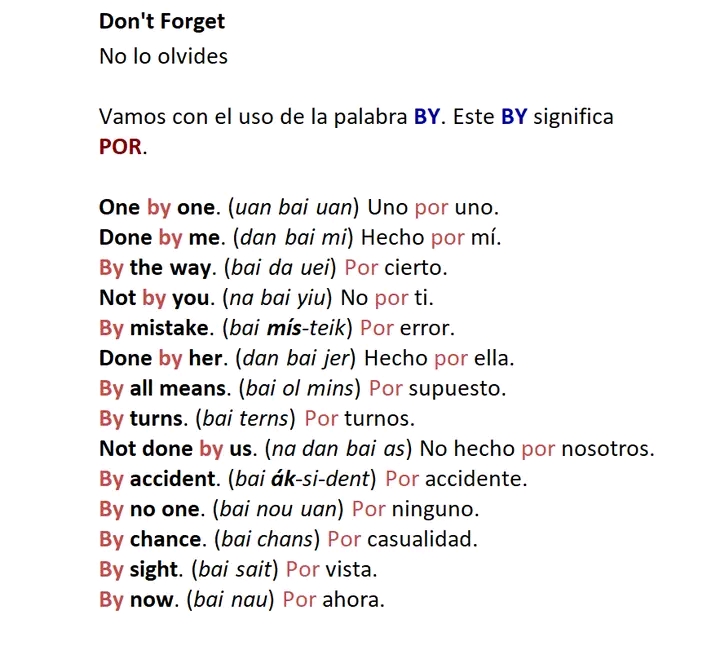 Don't Forget
No lo olvides
Vamos con el uso de la palabra BY. Este BY significa
POR.
One by one. (uan bai uan) Uno por uno.
Done by me. (dan bai mi) Hecho por mí.
By the way. (bai da uei) Por cierto.
Not by you. (na bai yiu) No por ti.
By mistake. (bai mís-teik) Por error.
Done by her. (dan bai jer) Hecho por ella.
By all means. (bai ol mins) Por supuesto.
By turns. (bai terns) Por turnos.
Not done by us. (na dan bai as) No hecho por nosotros.
By accident. (bai ák-si-dent) Por accidente.
By no one. (bai nou uan) Por ninguno.
By chance. (bai chans) Por casualidad.
By sight. (bai sait) Por vista.
By now. (bai nau) Por ahora.